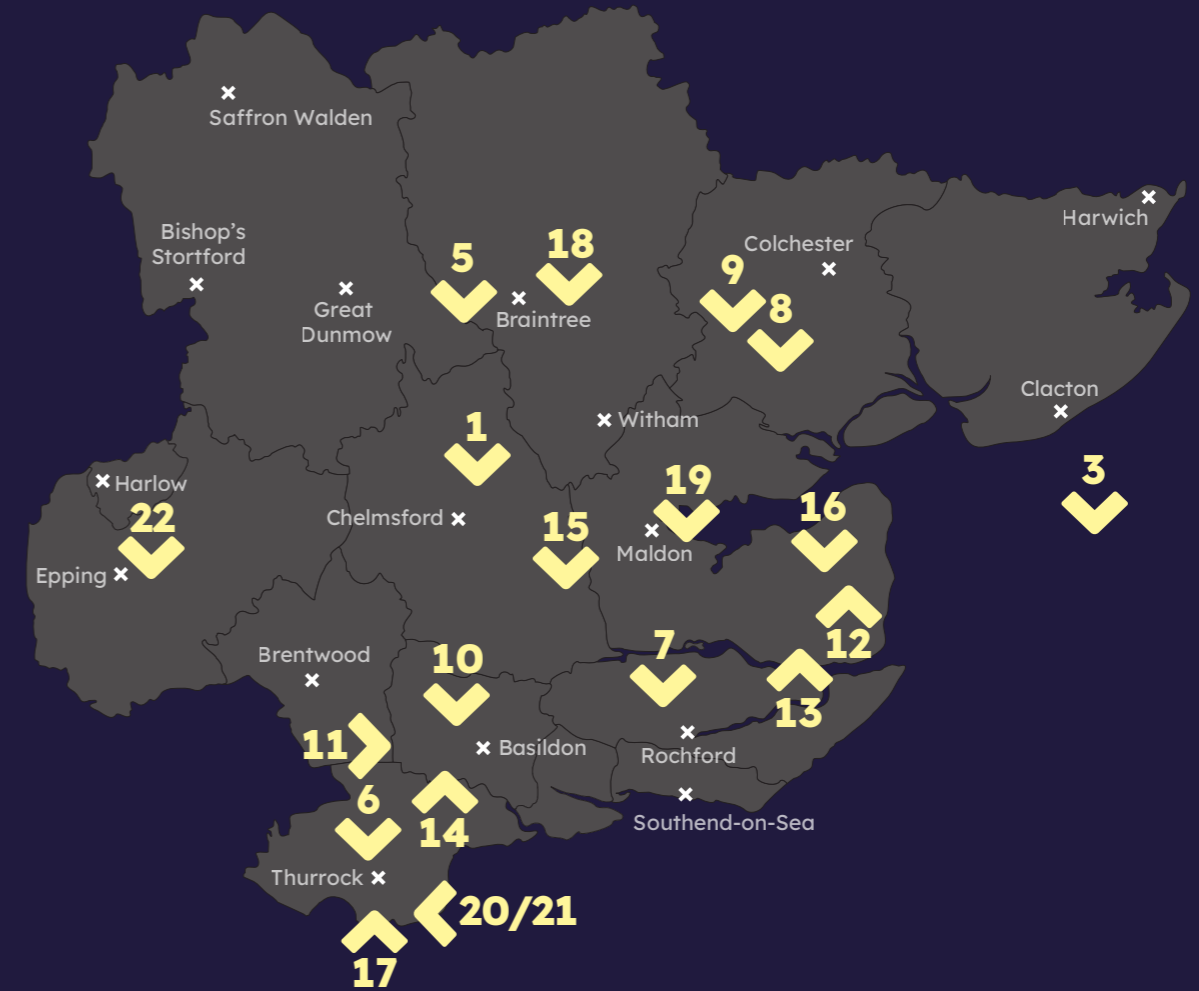 Saffron Walden
Harwich
Bishop's
Stortford
Colchester
18
5
9
8
Great
Dunmow
Braintree
Clacton
Witham
1
3
Harlow
19
16
22
Chelmsford
15
Maldon
Epping
12
7
10
Brentwood
13
11
Basildon
Rochford
6
14
Southend-on-Sea
Thurrock
20/21
17